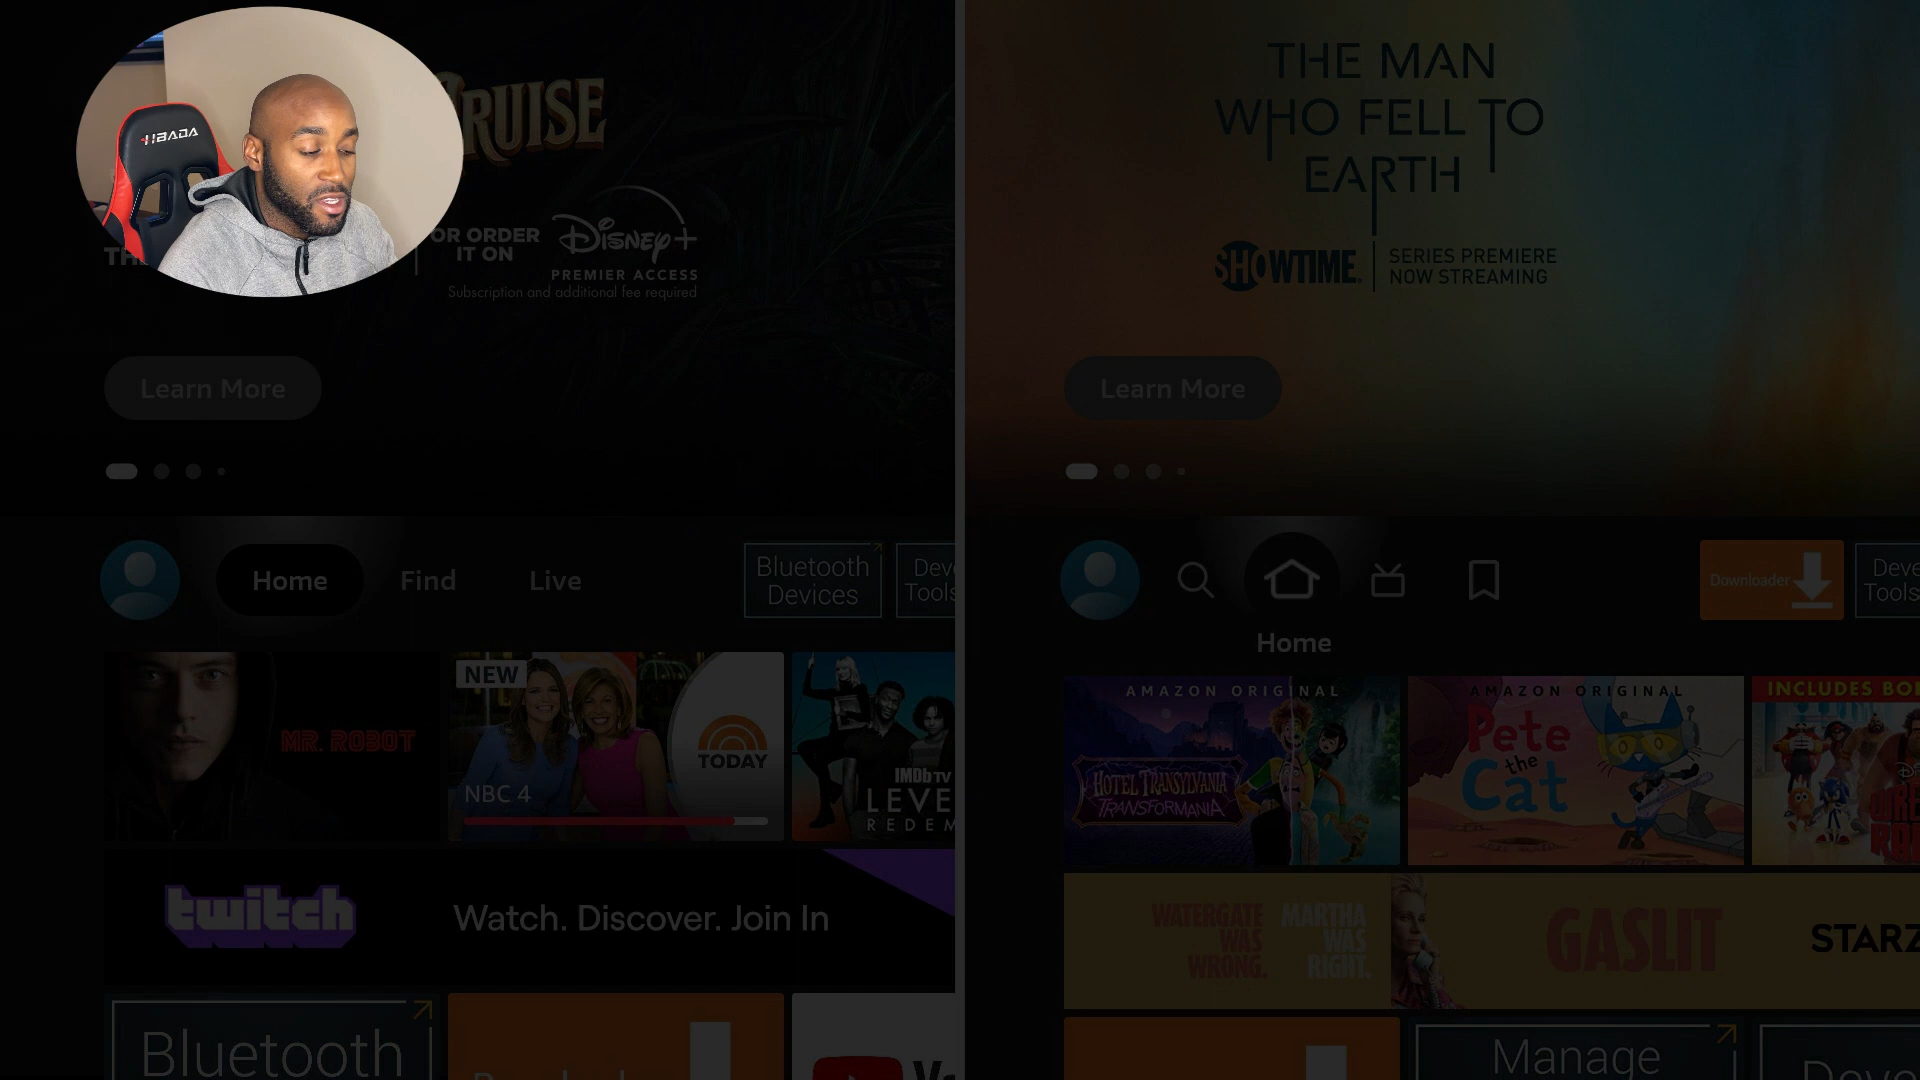 HBADA
RUISE
TH
OR ORDER
IT ON
Disney+
PREMIER ACCESS
Subscription and additional fee required
Learn More
Home
Find
Live
Bluetooth
Devices
Deve
Tools
MR. ROBOT
NEW
TODAY
NBC 4
IMDb TV
LEVE
REDEM
twitch
Watch. Discover. Join In
Bluetooth
THE MAN
WHO FELL TO
EARTH
SHOWTIME
SERIES PREMIERE
NOW STREAMING
Learn More
Downloader
Deve
Tools
Home
AMAZON ORIGINAL
HOTEL TRANSYLVANIA
TRANSFORMANIA
AMAZON ORIGINAL
Pete
the
Cat
INCLUDES BO
WATERGATE
WAS
WRONG.
MARTHA
WAS
RIGHT.
GASLIT
STARZ
Manage